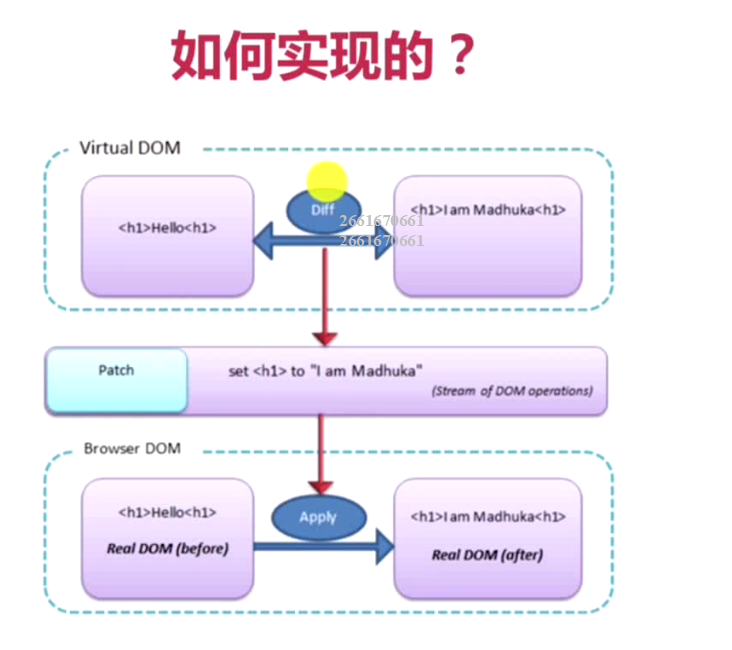 如何实现的？
Virtual DOM
<h1>Hello<h1>
Diff
<h1>I am Madhuka<h1>
2661670661
2661670661
Patch
set <h1> to "I am Madhuka"
(Stream of DOM operations)
Browser DOM
<h1>Hello<h1>
Real DOM (before)
Apply
<h1>I am Madhuka<h1>
Real DOM (after)